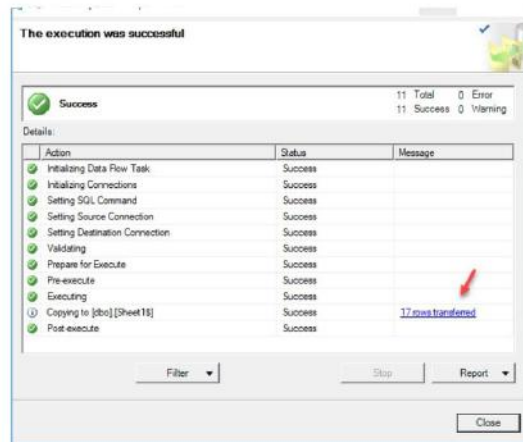 The execution was successful
Success
11 Total 0 Error
11 Success 0 Warning
Details:
Action Status Message
Initializing Data Flow Task Success
Initializing Connections Success
Setting SQL Command Success
Setting Source Connection Success
Setting Destination Connection Success
Validating Success
Prepare for Execute Success
Pre-execute Success
Executing Success
Copying to [dbo].[Sheet1$] Success 17 rows transferred
Post-execute Success
Filter Stop Report
Close